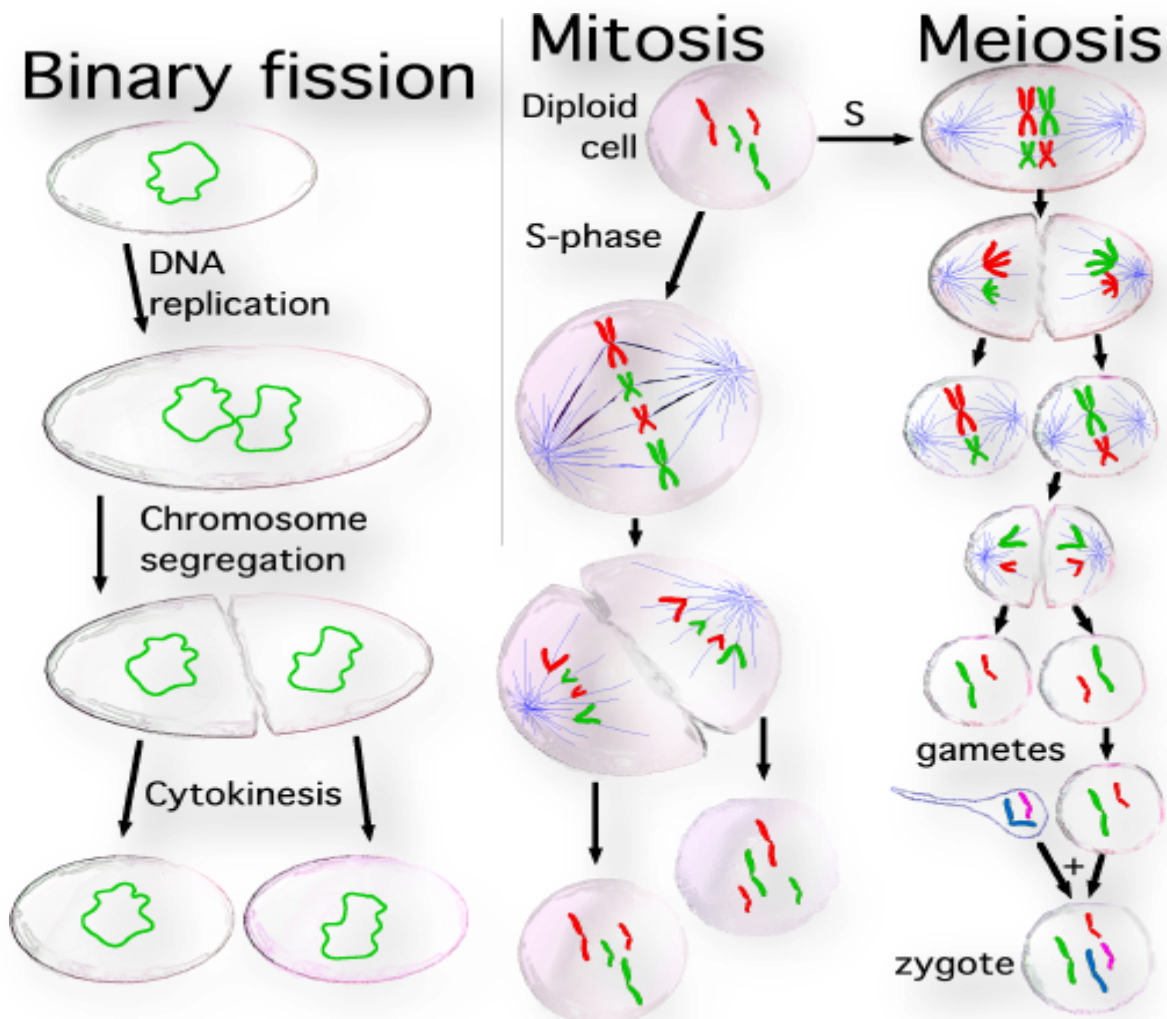 Binary fission
DNA
replication
Chromosome
segregation
Cytokinesis
Mitosis
Diploid
cell
S-phase
S
Meiosis
gametes
+
zygote